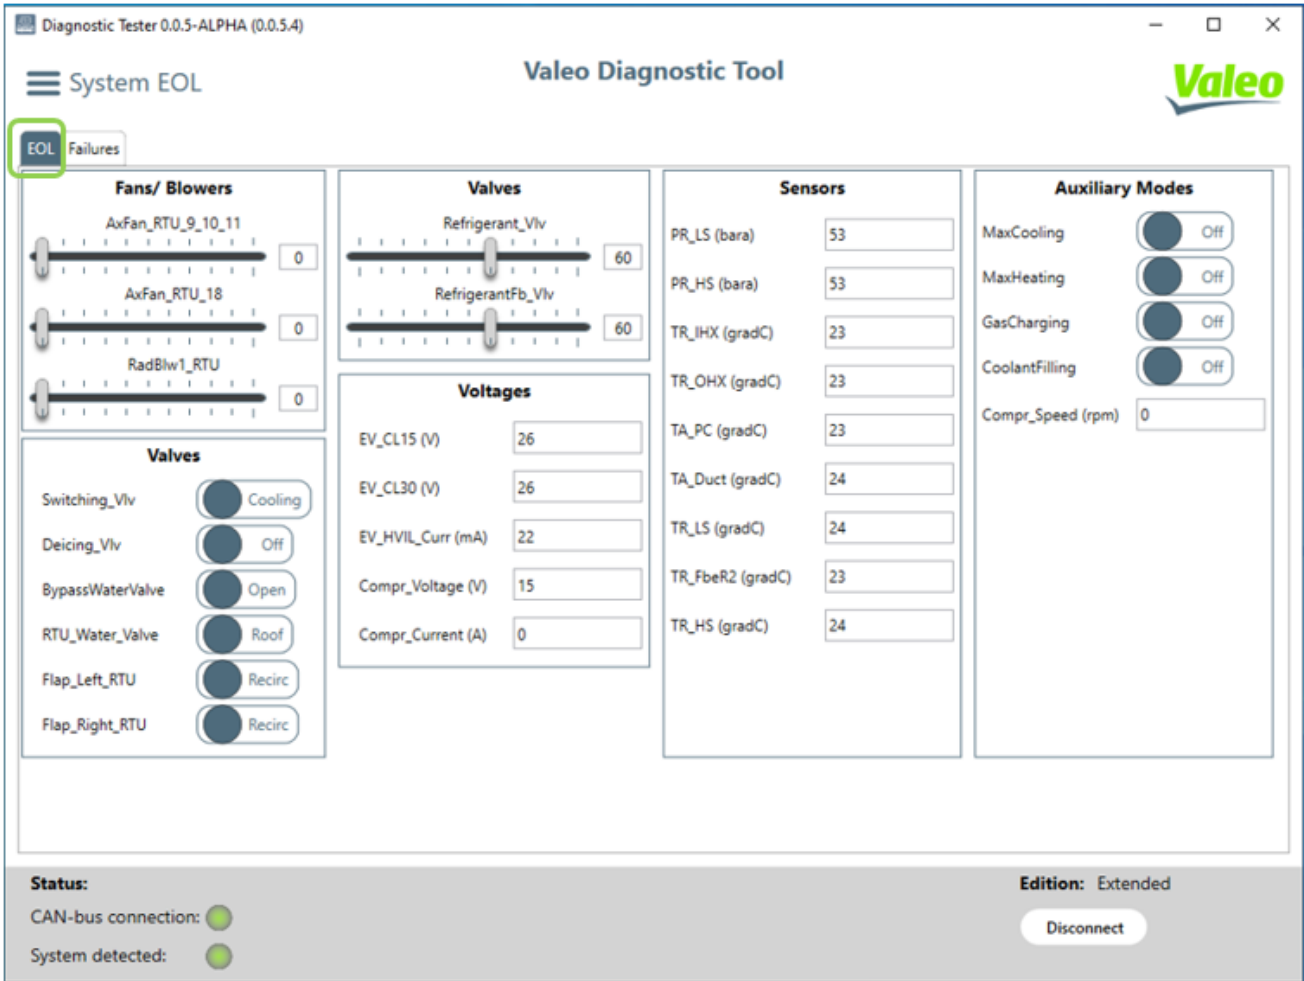 Diagnostic Tester 0.0.5-ALPHA (0.0.5.4)
System EOL
Valeo Diagnostic Tool
Valeo
EOL
Failures
Fans/ Blowers
AxFan_RTU_9_10_11
0
AxFan_RTU_18
0
RadBlw1_RTU
0
Valves
Switching_Vlv Cooling
Deicing_Vlv Off
BypassWaterValve Open
RTU_Water_Valve Roof
Flap_Left_RTU Recirc
Flap_Right_RTU Recirc
Valves
Refrigerant_Vlv
60
RefrigerantFb_Vlv
60
Voltages
EV_CL15 (V) 26
EV_CL30 (V) 26
EV_HVIL_Curr (mA) 22
Compr_Voltage (V) 15
Compr_Current (A) 0
Sensors
PR_LS (bara) 53
PR_HS (bara) 53
TR_IHX (gradC) 23
TR_OHX (gradC) 23
TA_PC (gradC) 23
TA_Duct (gradC) 24
TR_LS (gradC) 24
TR_FbeR2 (gradC) 23
TR_HS (gradC) 24
Auxiliary Modes
MaxCooling Off
MaxHeating Off
GasCharging Off
CoolantFilling Off
Compr_Speed (rpm) 0
Status:
CAN-bus connection:
System detected:
Edition: Extended
Disconnect